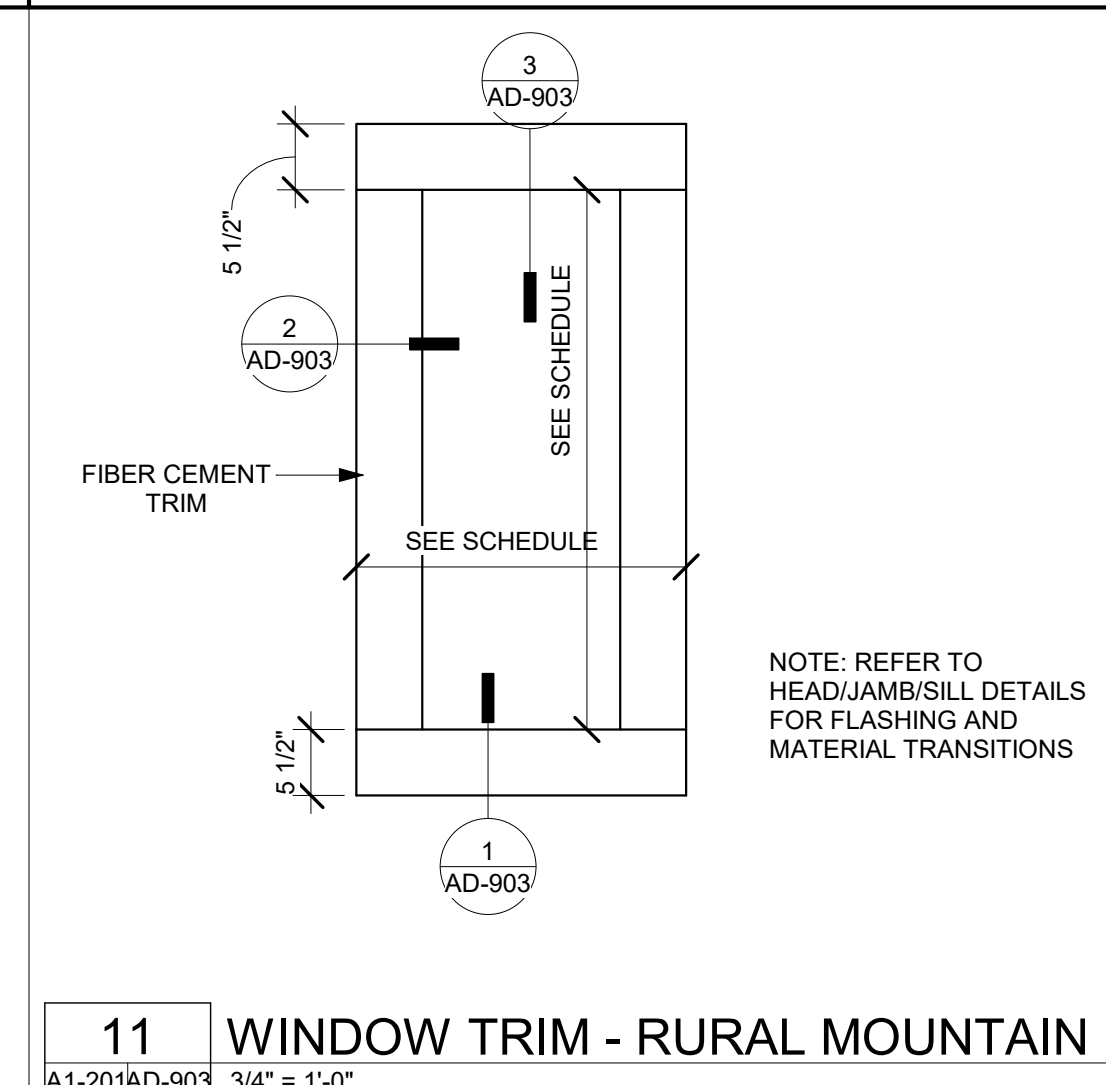 3
AD-903
5 1/2"
2
AD-903
SEE SCHEDULE
FIBER CEMENT
TRIM
SEE SCHEDULE
NOTE: REFER TO
HEAD/JAMB/SILL DETAILS
FOR FLASHING AND
MATERIAL TRANSITIONS
5 1/2"
1
AD-903
11
WINDOW TRIM - RURAL MOUNTAIN
A1-201
AD-903
3/4" = 1'-0"